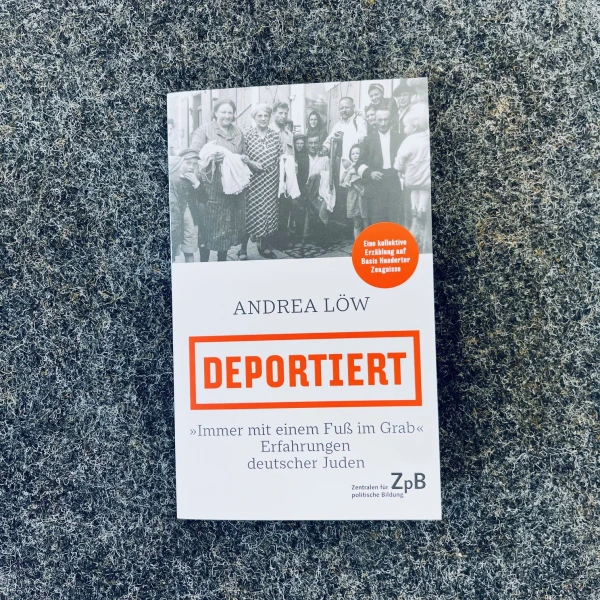 Eine kollektive
Erzählung auf
Basis Hunderter
Zeugnisse
ANDREA LÖW
DEPORTIERT
»Immer mit einem Fuß im Grab«
Erfahrungen
deutscher Juden
Zentralen für
politische Bildung
ZpB